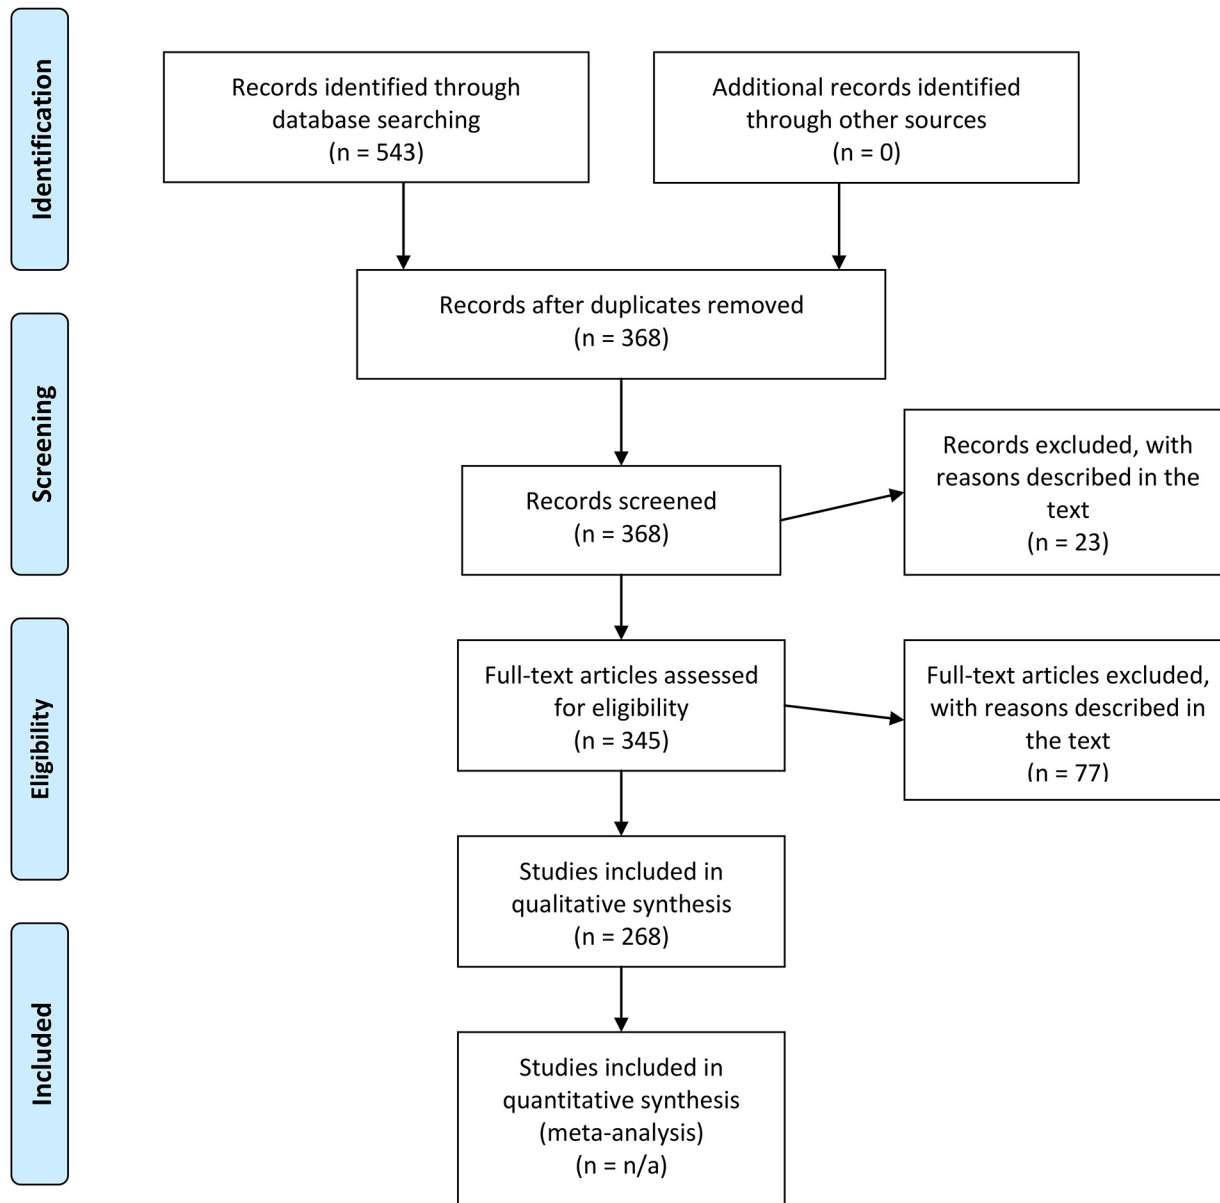 Identification
Records identified through
database searching
(n = 543)
Additional records identified
through other sources
(n = 0)
Records after duplicates removed
(n = 368)
Screening
Records screened
(n = 368)
Records excluded, with
reasons described in the
text
(n = 23)
Eligibility
Full-text articles assessed
for eligibility
(n = 345)
Full-text articles excluded,
with reasons described in
the text
(n = 77)
Studies included in
qualitative synthesis
(n = 268)
Included
Studies included in
quantitative synthesis
(meta-analysis)
(n = n/a)